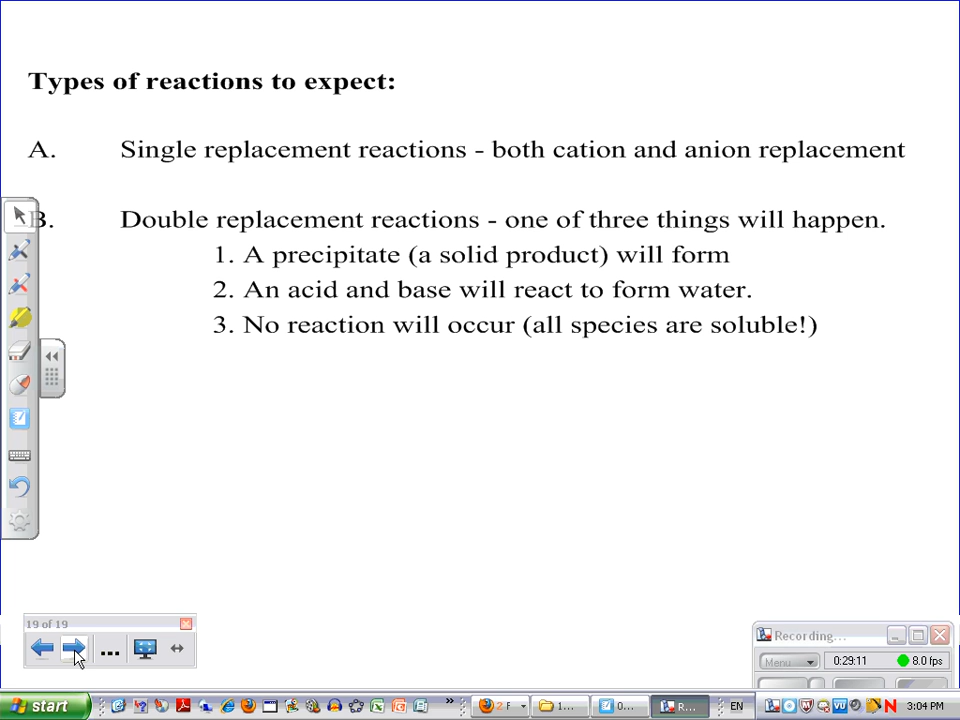 Types of reactions to expect:
A. Single replacement reactions - both cation and anion replacement
B. Double replacement reactions - one of three things will happen.
1. A precipitate (a solid product) will form
2. An acid and base will react to form water.
3. No reaction will occur (all species are soluble!)
19 of 19
...
Recording...
Menu 0:29:11 8.0 fps
start » 2 F 1... 0... R... EN 3:04 PM